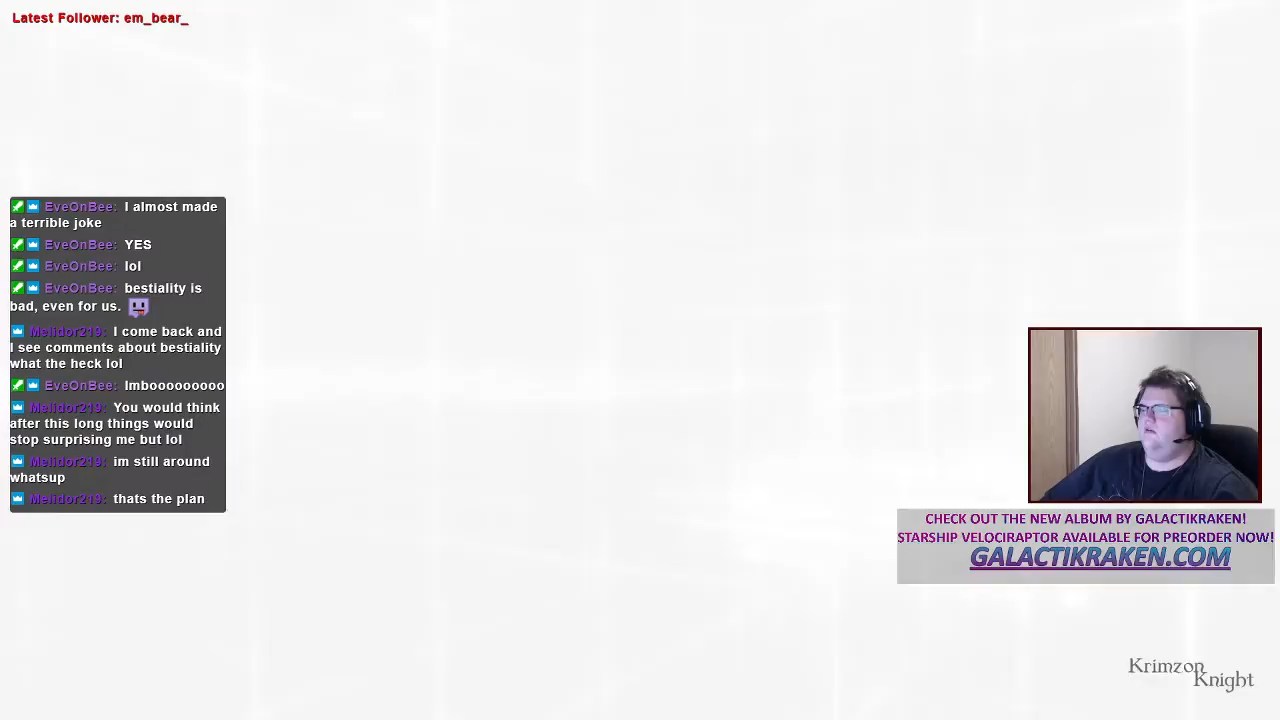 Latest Follower: em_bear_
EveOnBee: I almost made
a terrible joke
EveOnBee: YES
EveOnBee: lol
EveOnBee: bestiality is
bad, even for us.
Melidor219: I come back and
I see comments about bestiality
what the heck lol
EveOnBee: lmbooooooooo
Melidor219: You would think
after this long things would
stop surprising me but lol
Melidor219: im still around
whatsup
Melidor219: thats the plan
CHECK OUT THE NEW ALBUM BY GALACTIKRAKEN!
STARSHIP VELOCIRAPTOR AVAILABLE FOR PREORDER NOW!
GALACTIKRAKEN.COM
Krimzon
Knight